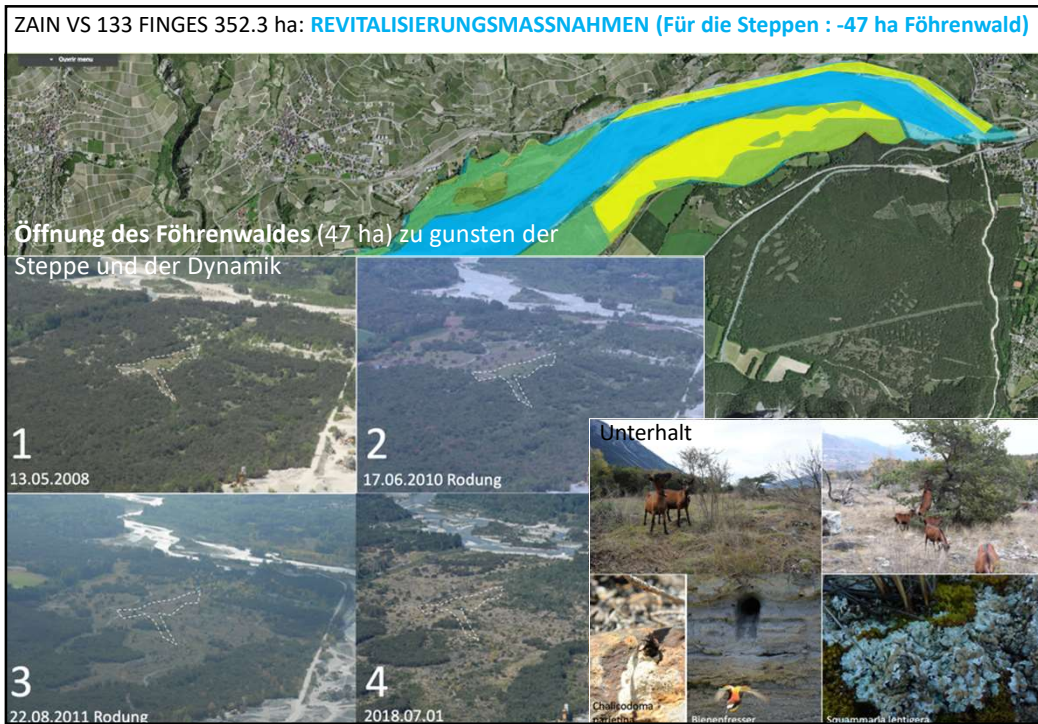 ZAIN VS 133 FINGES 352.3 ha: REVITALISIERUNGSMASSNAHMEN (Für die Steppen : -47 ha Föhrenwald)
Ouvrir menu
Öffnung des Föhrenwaldes (47 ha) zu gunsten der
Steppe und der Dynamik
1
13.05.2008
2
17.06.2010 Rodung
3
22.08.2011 Rodung
4
2018.07.01
Unterhalt
Chalicodoma
parietina
Bienenfresser
Squammaria lentigera